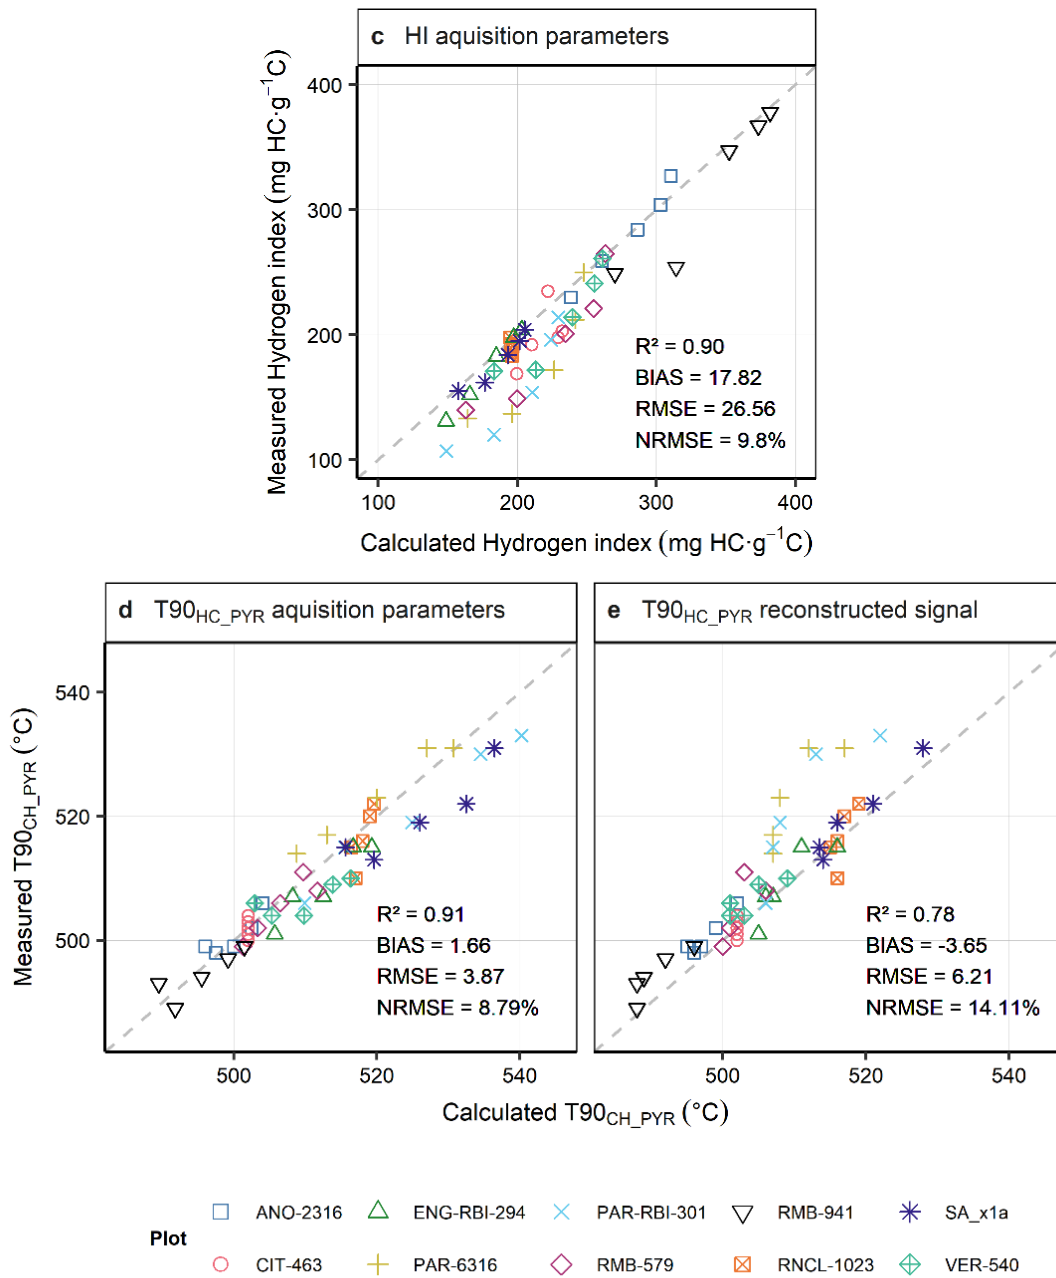 c HI aquisition parameters
Measured Hydrogen index (mg HC·g⁻¹C)
400
300
200
100
R² = 0.90
BIAS = 17.82
RMSE = 26.56
NRMSE = 9.8%
100 200 300 400
Calculated Hydrogen index (mg HC·g⁻¹C)
d T90HC_PYR aquisition parameters
e T90HC_PYR reconstructed signal
Measured T90CH_PYR (°C)
540
520
500
R² = 0.91
BIAS = 1.66
RMSE = 3.87
NRMSE = 8.79%
R² = 0.78
BIAS = -3.65
RMSE = 6.21
NRMSE = 14.11%
500 520 540
500 520 540
Calculated T90CH_PYR (°C)
Plot
ANO-2316 ENG-RBI-294 PAR-RBI-301 RMB-941 SA_x1a
CIT-463 PAR-6316 RMB-579 RNCL-1023 VER-540